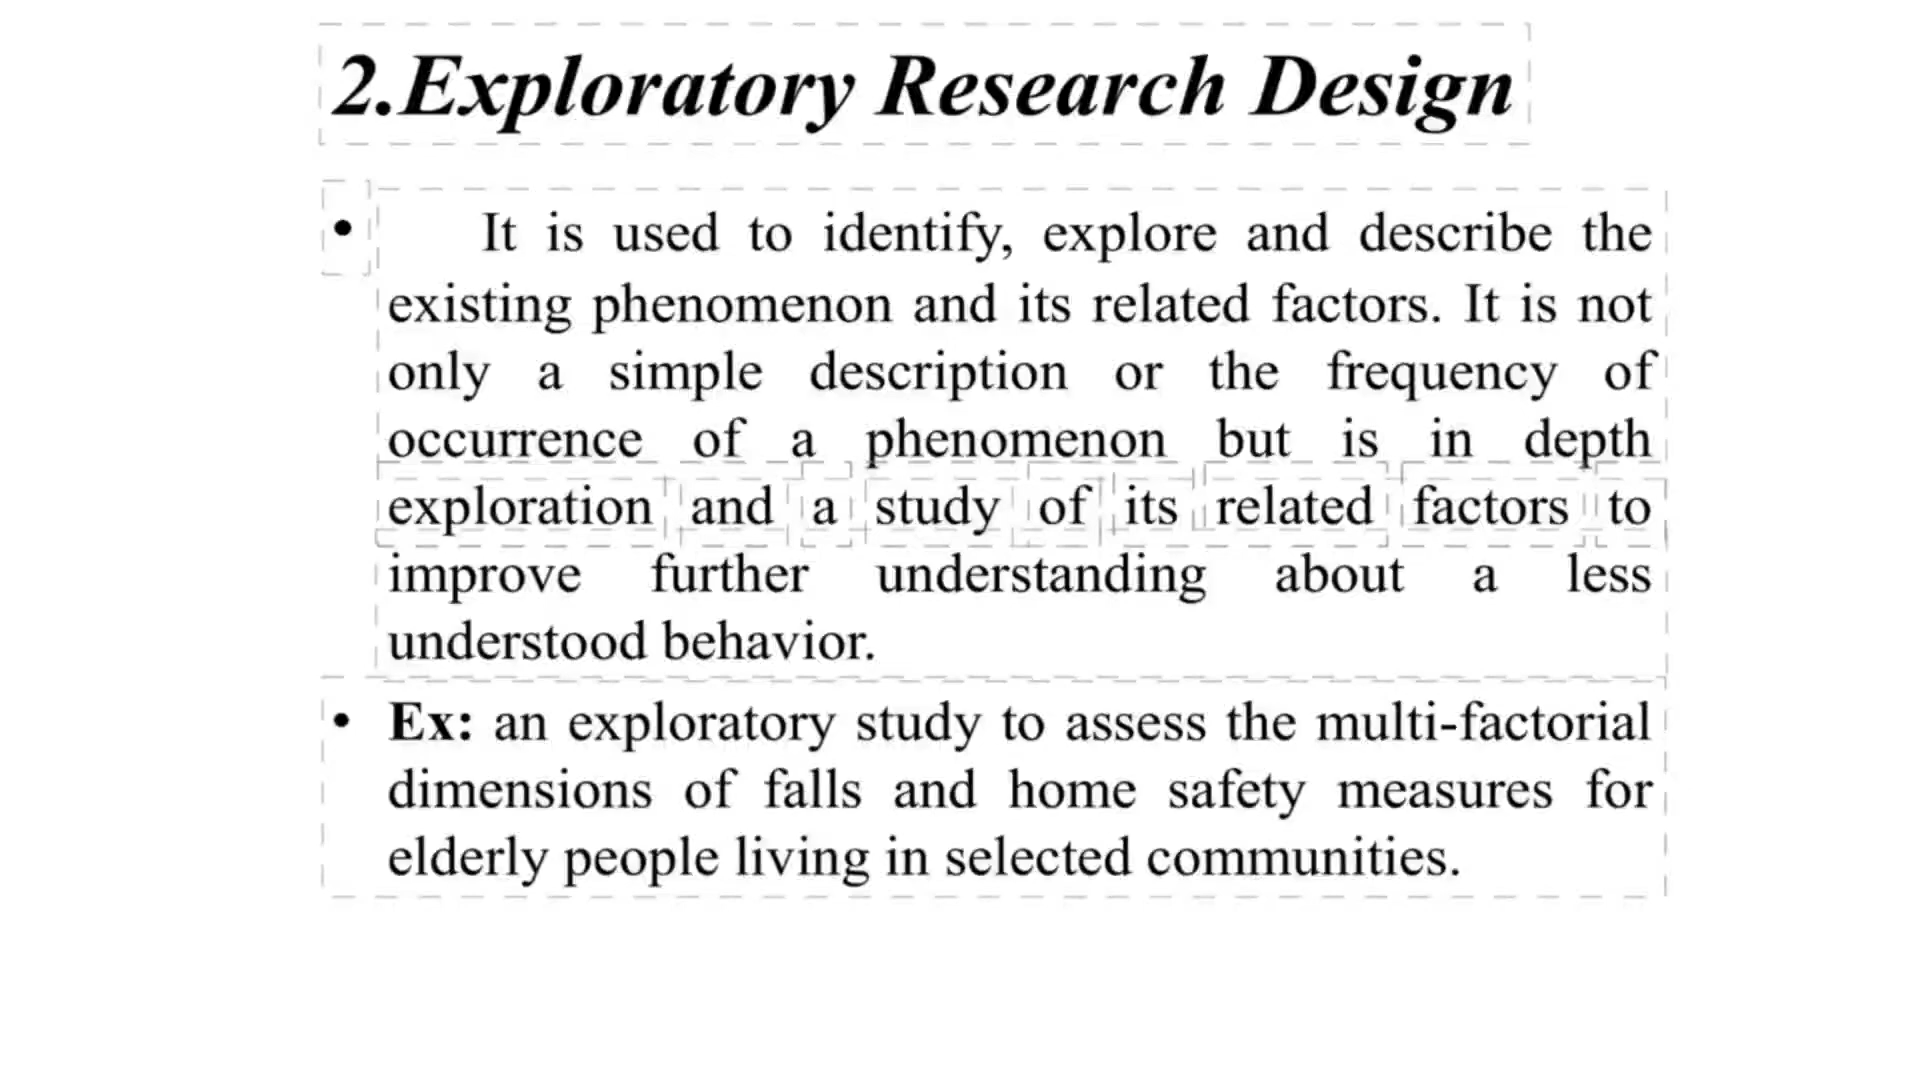 2.Exploratory Research Design
• It is used to identify, explore and describe the
existing phenomenon and its related factors. It is not
only a simple description or the frequency of
occurrence of a phenomenon but is in depth
exploration and a study of its related factors to
improve further understanding about a less
understood behavior.
• Ex: an exploratory study to assess the multi-factorial
dimensions of falls and home safety measures for
elderly people living in selected communities.